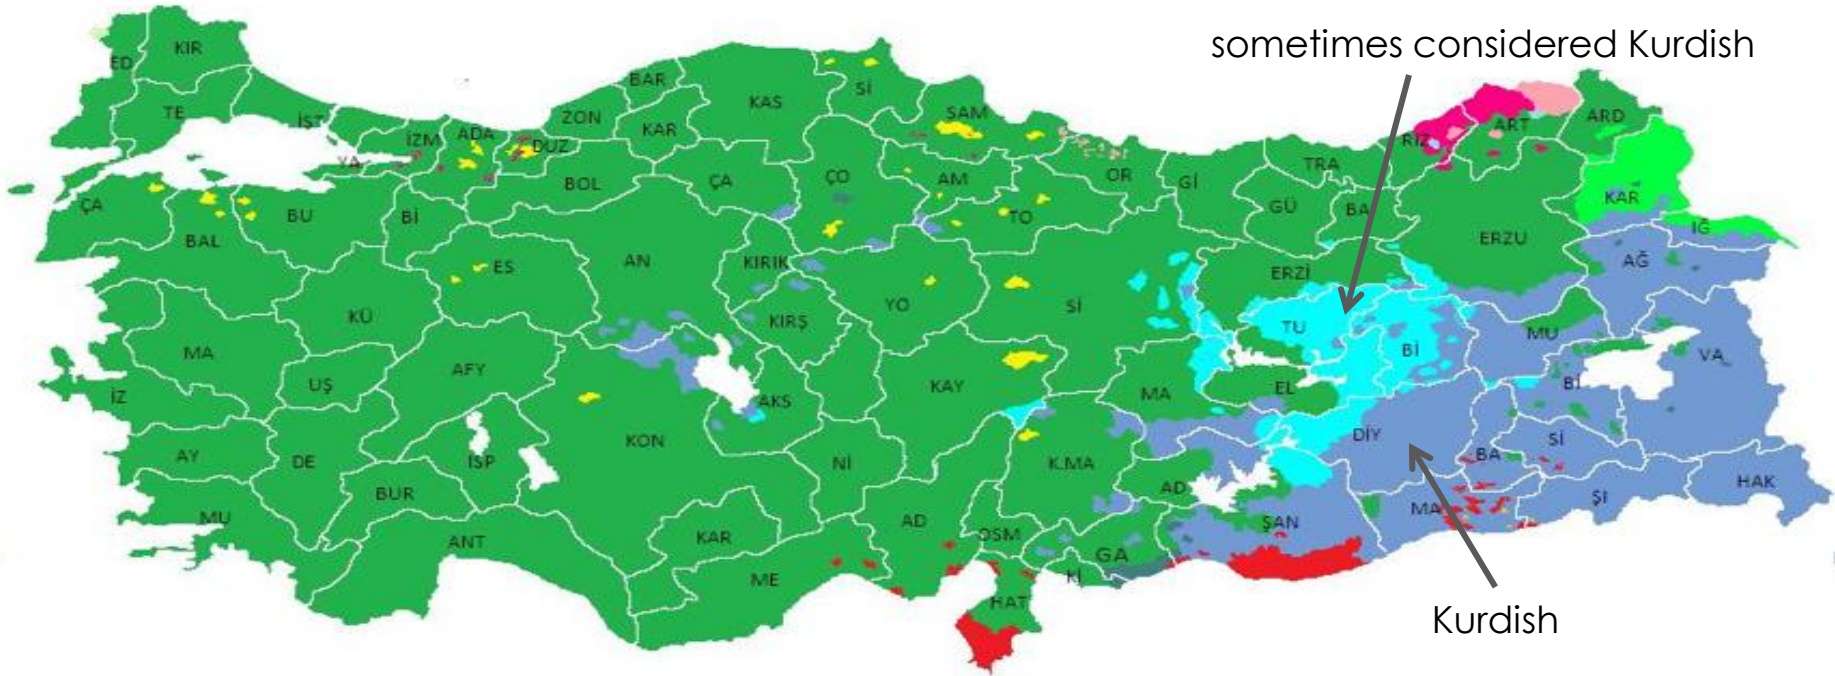 sometimes considered Kurdish
KIR
ED
TE
İST
YA
İZM
ADA
DUZ
ZON
BAR
KAR
KAS
Sİ
SAM
BOL
ÇA
ÇO
AM
OR
TO
Gİ
TRA
GÜ
BA
RİZ
ART
ARD
KAR
IĞ
ERZU
AĞ
ÇA
BAL
BU
Bİ
ES
AN
KIRIK
YO
Sİ
ERZİ
TU
Bİ
MU
VA
KÜ
KIRŞ
MA
UŞ
AFY
KAY
MA
EL
Bİ
İZ
AKS
KON
AY
DE
ISP
Nİ
K.MA
DİY
BA
Sİ
HAK
BUR
AD
MU
ANT
KAR
AD
OSM
GA
ŞAN
MA
ŞI
ME
Kİ
HAT
Kurdish